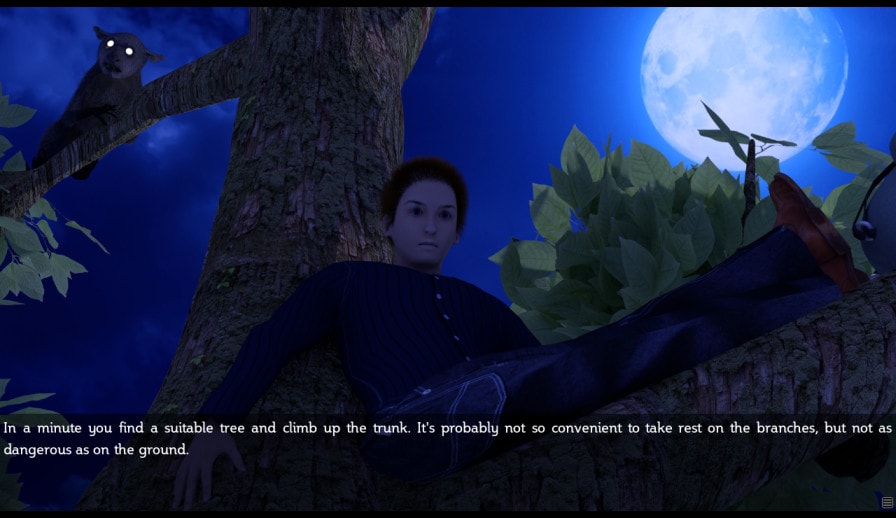 In a minute you find a suitable tree and climb up the trunk. It's probably not so convenient to take rest on the branches, but not as
dangerous as on the ground.